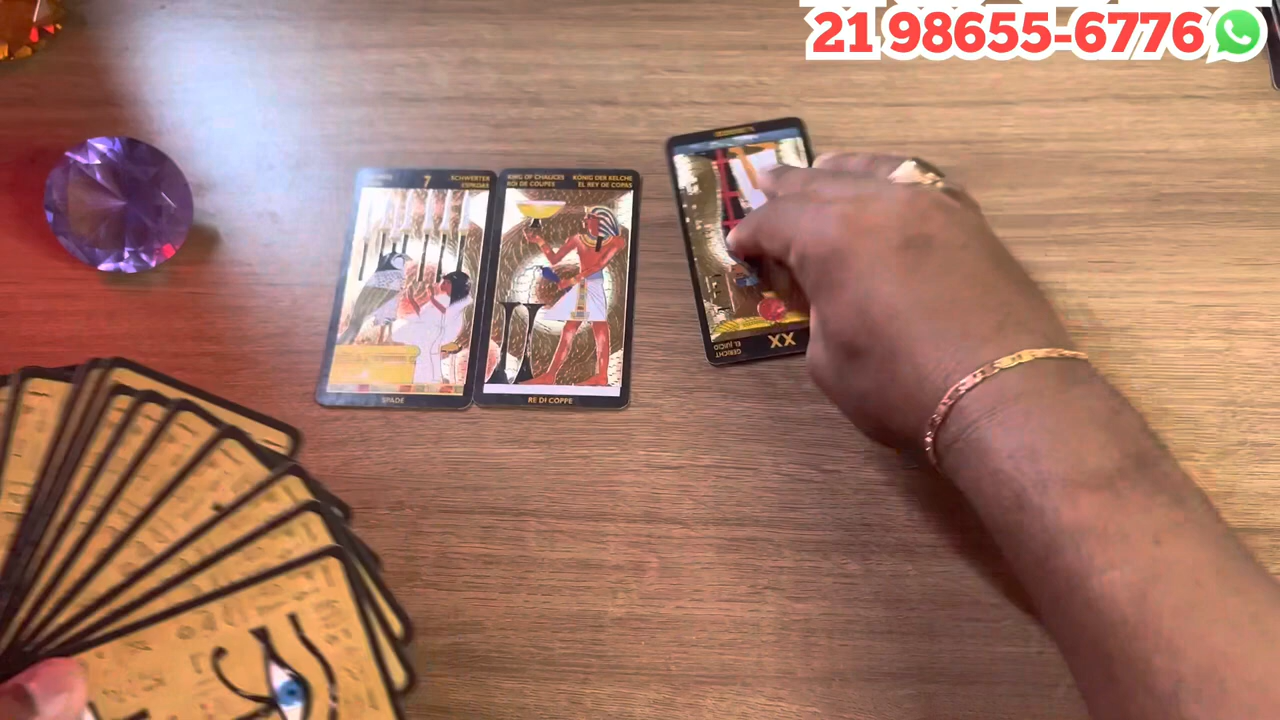 21 98655-6776
7
SCHWERTER
ESPADAS
KING OF CHALICES
ROI DE COUPES
KÖNIG DER KELCHE
EL REY DE COPAS
SPADE
RE DI COPPE
XX
GERICHT
EL JUICIO